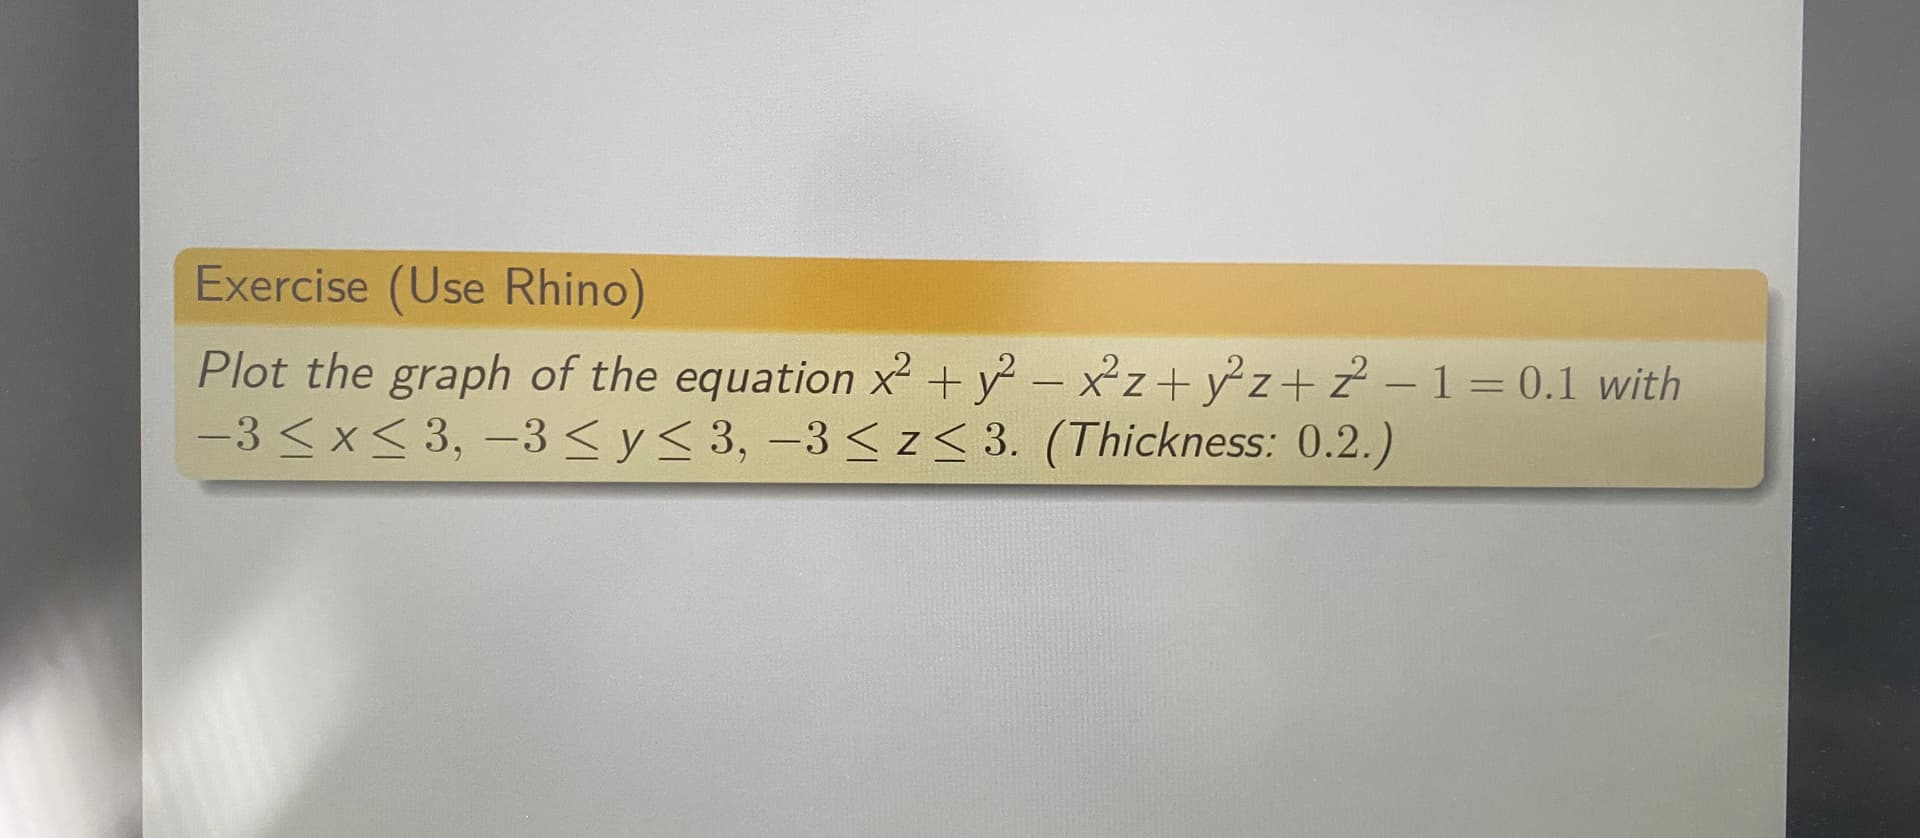 Exercise (Use Rhino)
Plot the graph of the equation x² + y² − x²z + y²z + z² − 1 = 0.1 with
−3 ≤ x ≤ 3, −3 ≤ y ≤ 3, −3 ≤ z ≤ 3. (Thickness: 0.2.)